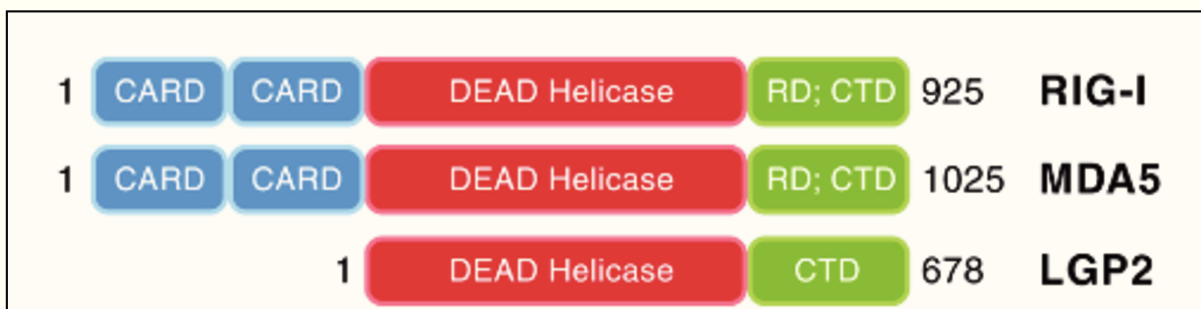 1 CARD CARD DEAD Helicase RD; CTD 925 RIG-I
1 CARD CARD DEAD Helicase RD; CTD 1025 MDA5
1 DEAD Helicase CTD 678 LGP2